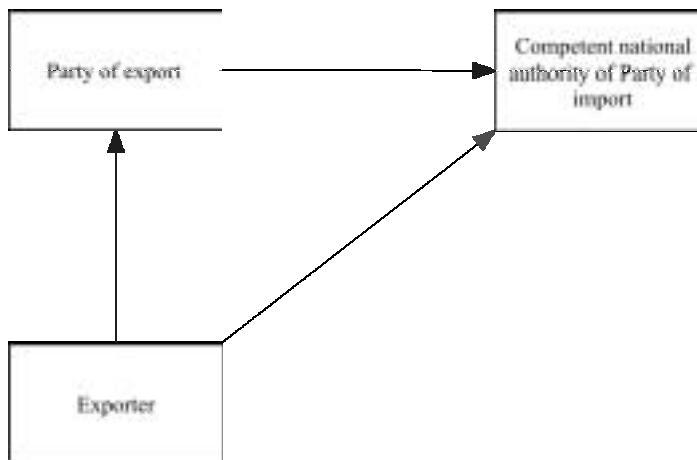 Party of export
Competent national
authority of Party of
import
Exporter